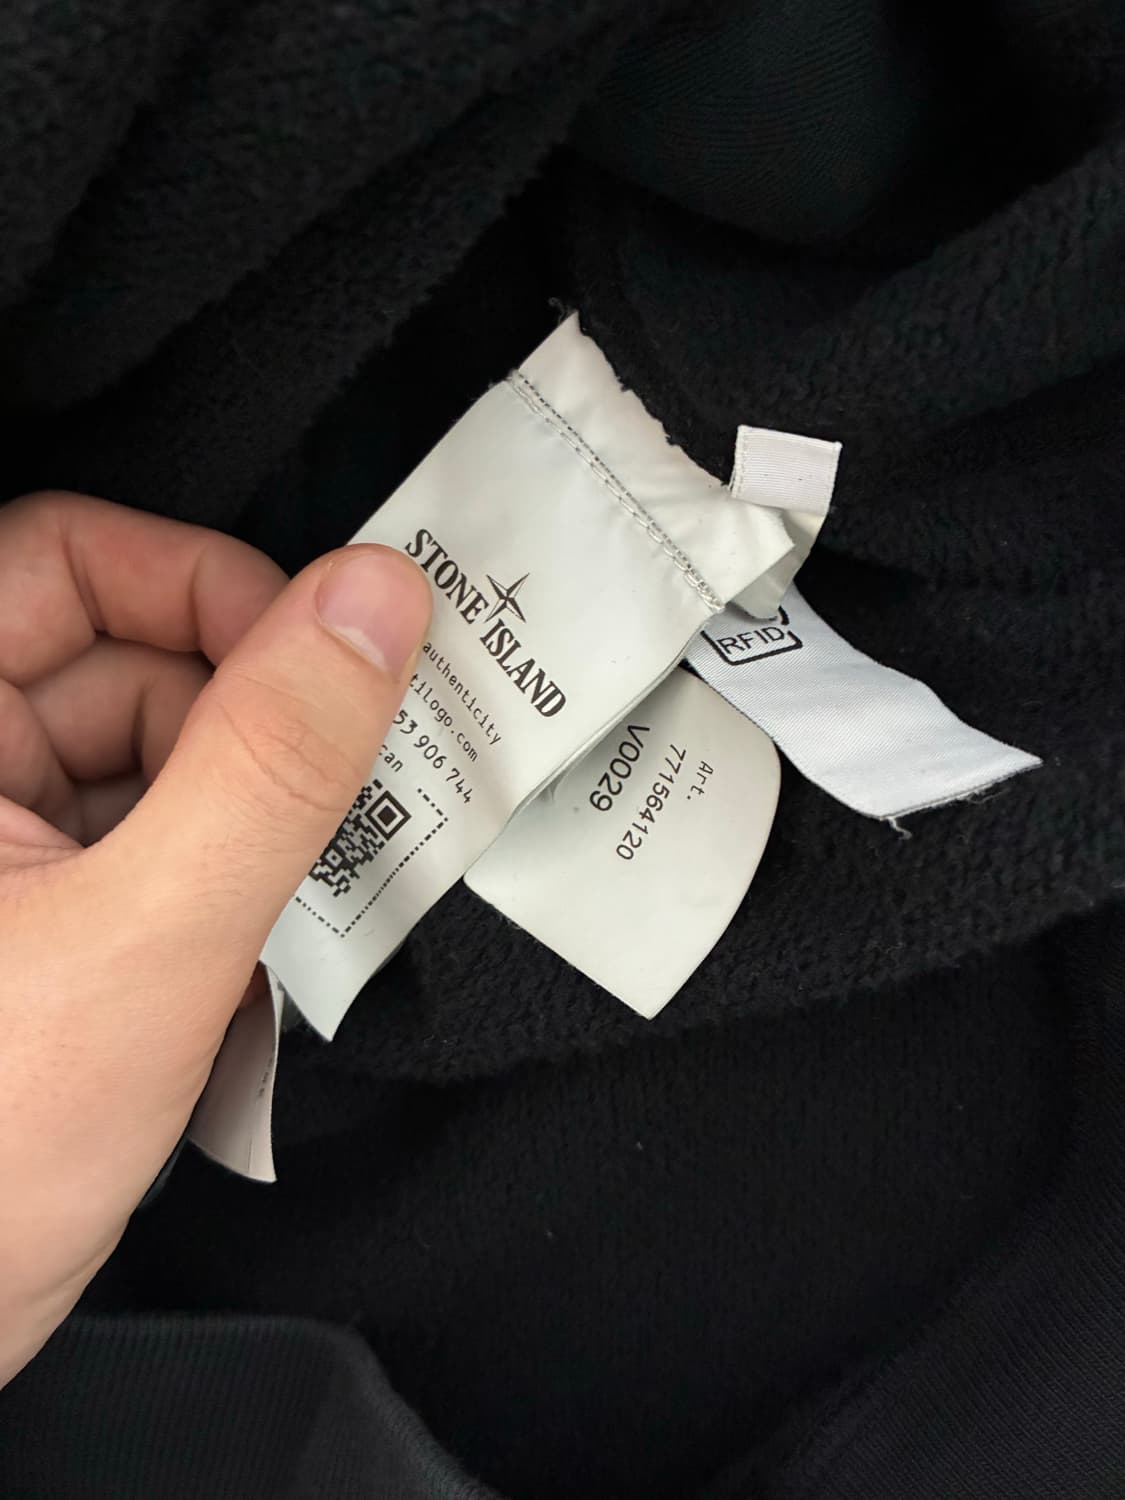 STONE ISLAND
authenticity
tilogo.com
53 906 744
can
RFID
Art.
771564120
V0029